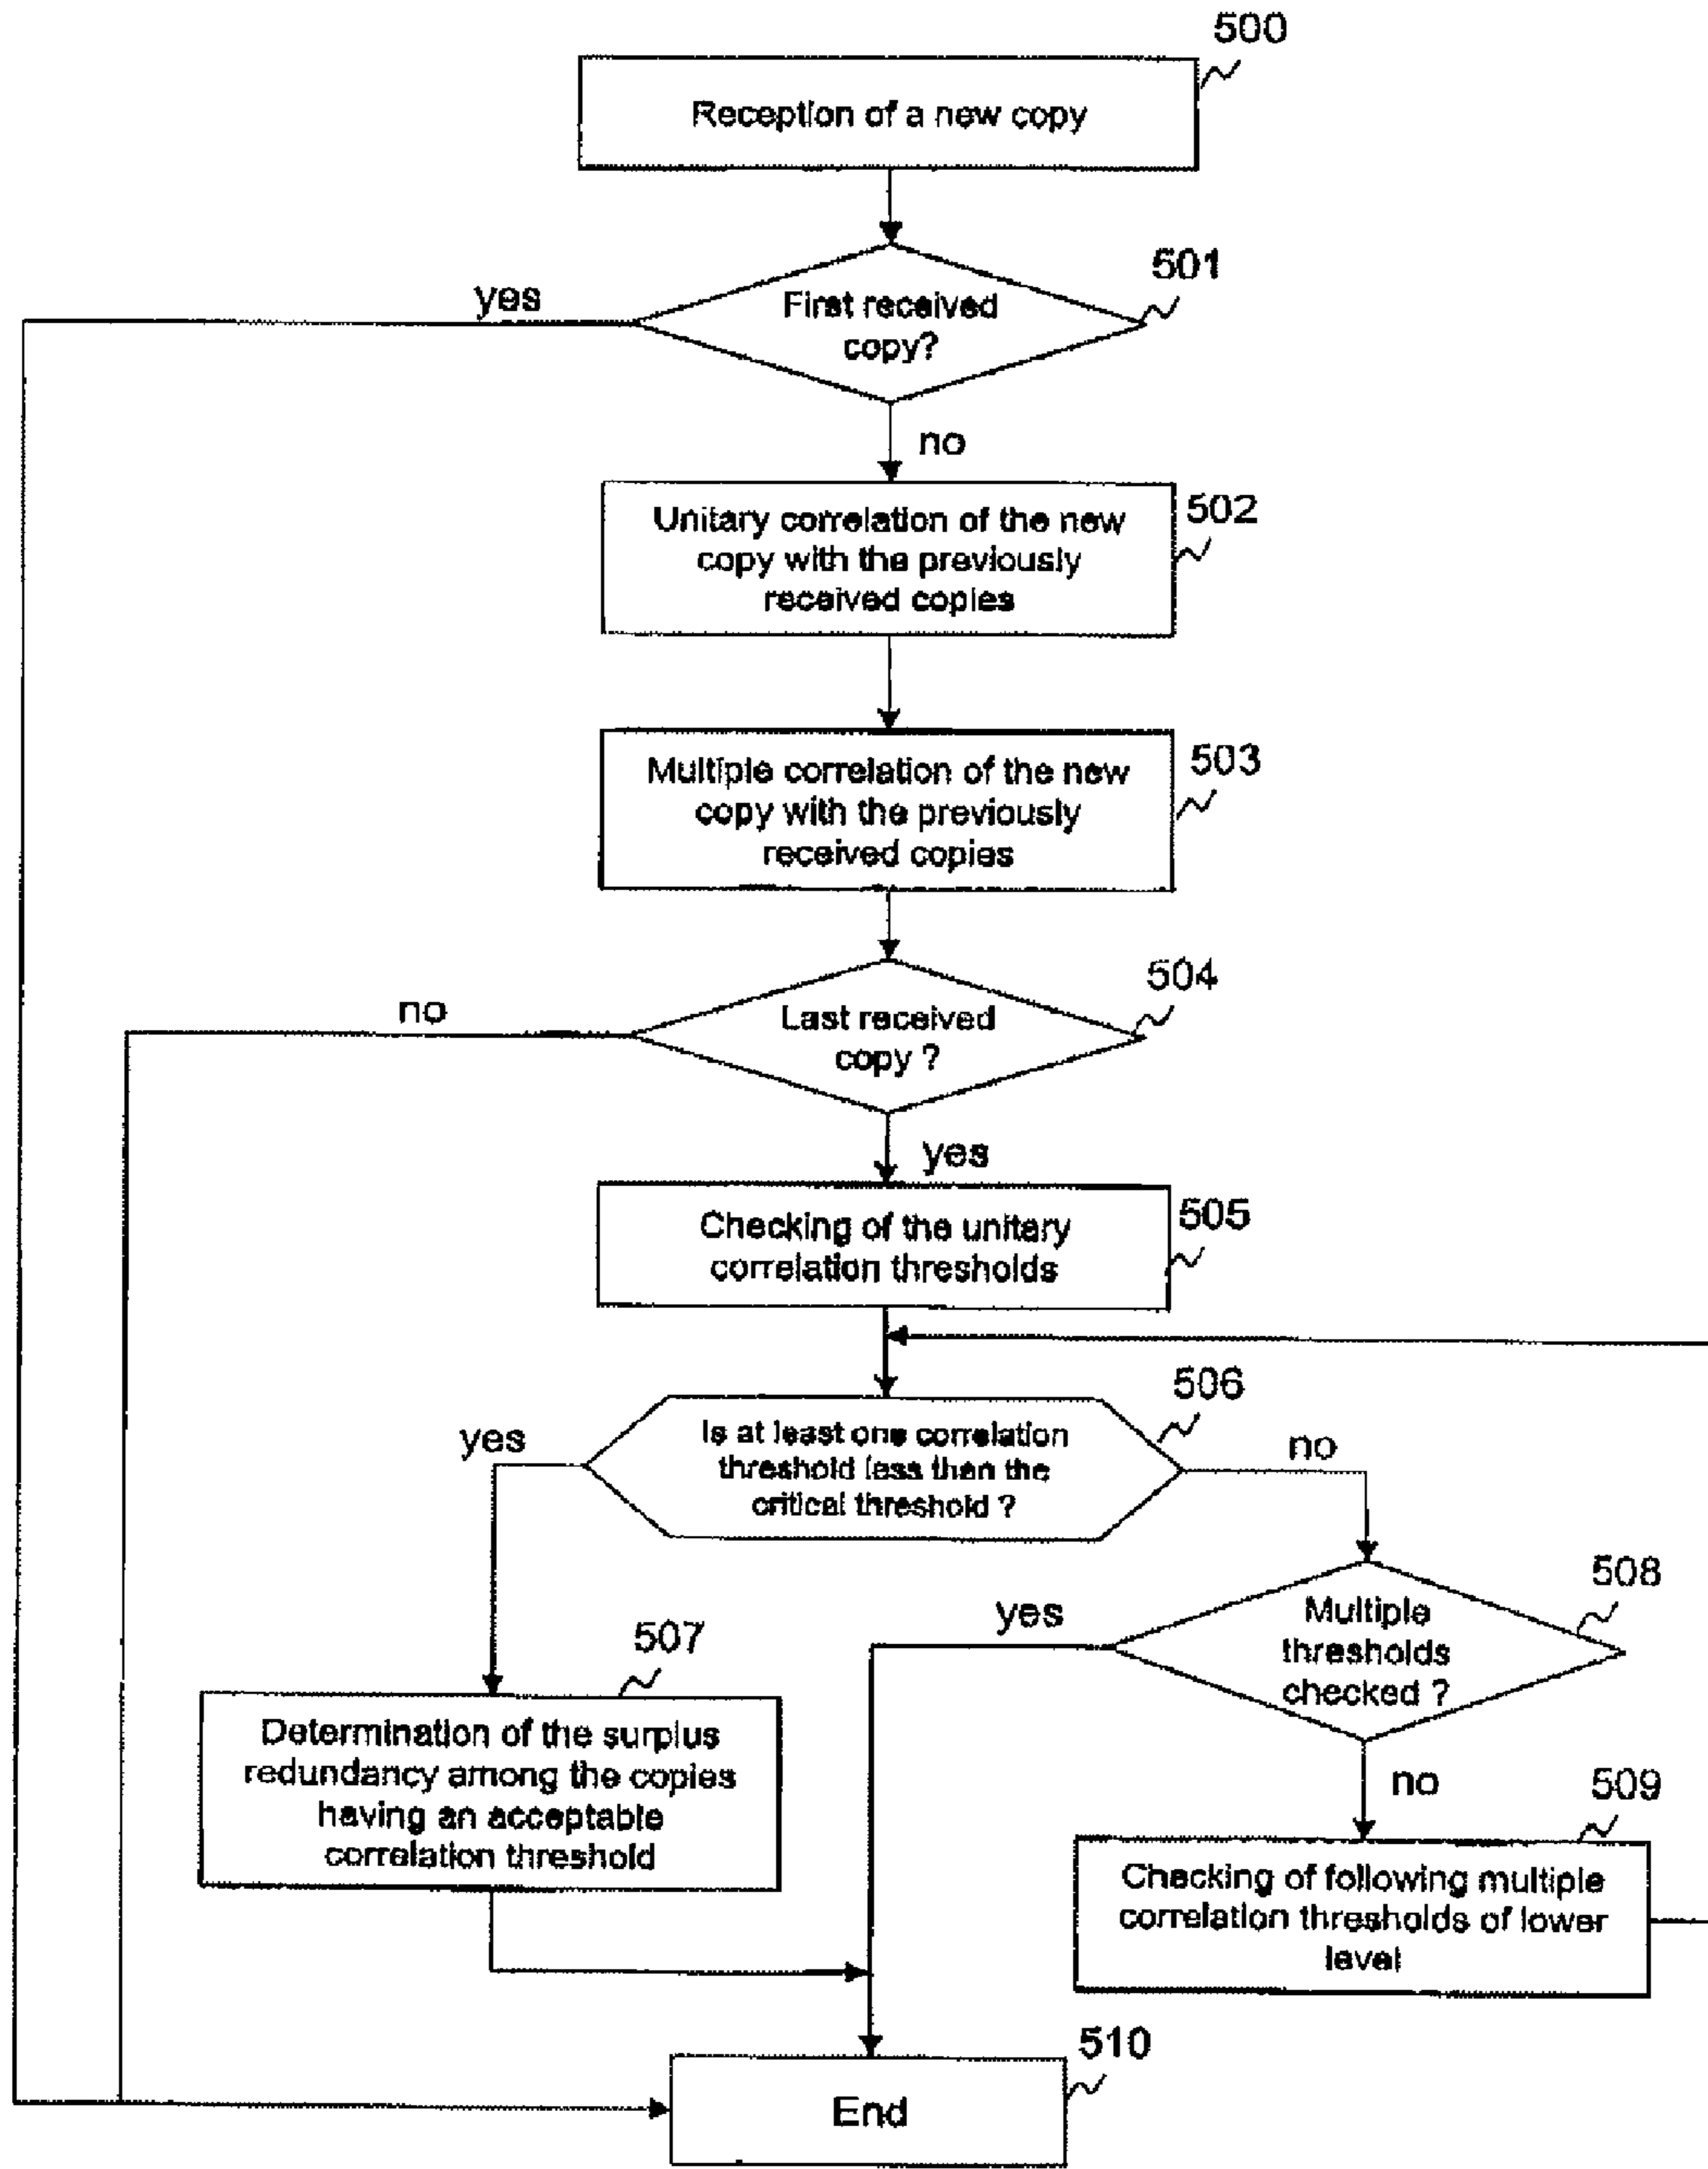 500
Reception of a new copy
501
yes
First received
copy?
no
502
Unitary correlation of the new
copy with the previously
received copies
503
Multiple correlation of the new
copy with the previously
received copies
504
no
Last received
copy ?
yes
505
Checking of the unitary
correlation thresholds
506
yes
Is at least one correlation
threshold less than the
critical threshold ?
no
508
yes
Multiple
thresholds
checked ?
507
Determination of the surplus
redundancy among the copies
having an acceptable
correlation threshold
no
509
Checking of following multiple
correlation thresholds of lower
level
510
End